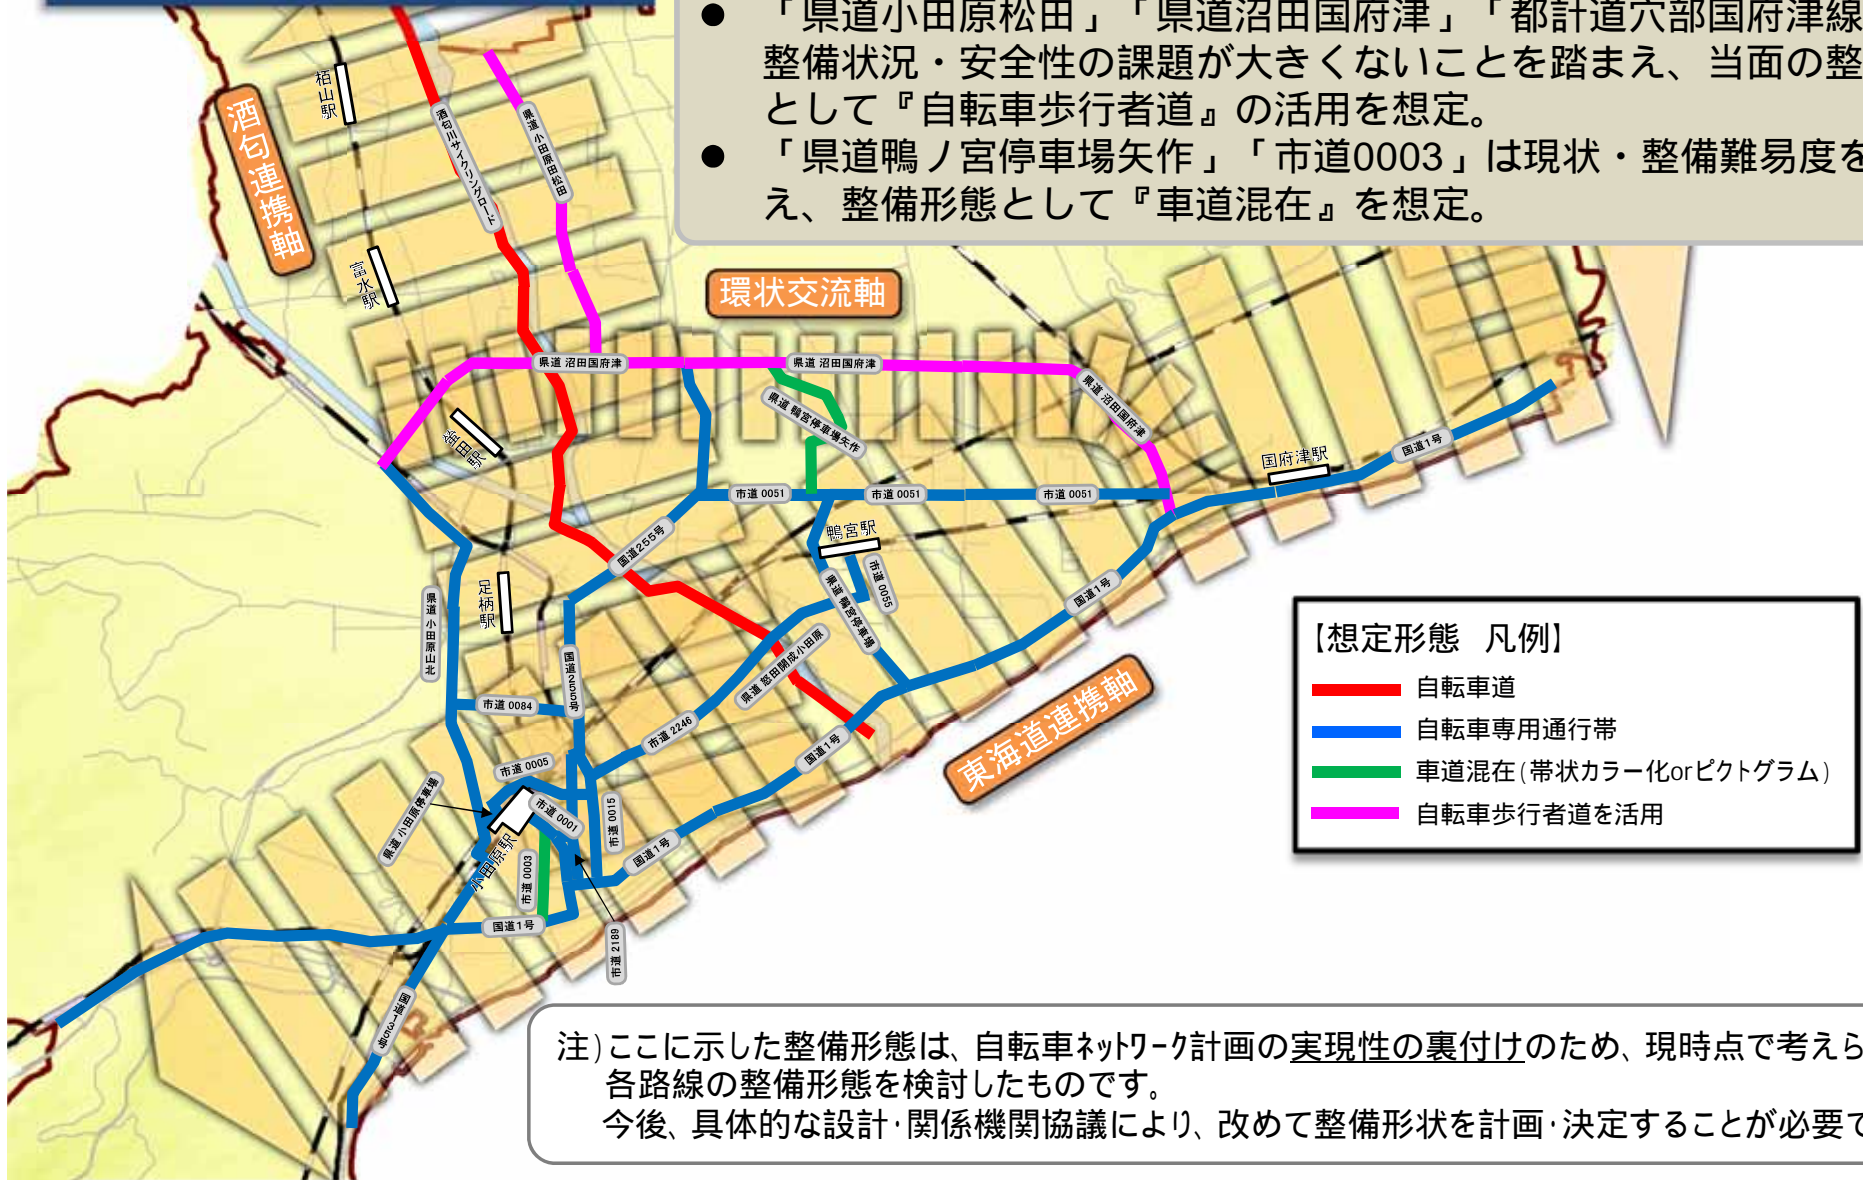 ● 「県道小田原松田」「県道沼田国府津」「都計道穴部国府津線
整備状況・安全性の課題が大きくないことを踏まえ、当面の整
として『自転車歩行者道』の活用を想定。
● 「県道鴨ノ宮停車場矢作」「市道0003」は現状・整備難易度を
え、整備形態として『車道混在』を想定。
酒匂連携軸
栢山駅
酒匂川サイクリングロード
県道 小田原松田
富水駅
環状交流軸
県道 沼田国府津
県道 沼田国府津
県道 沼田国府津
県道 鴨宮停車場矢作
蛍田駅
国府津駅
国道1号
市道 0051
市道 0051
市道 0051
国道255号
鴨宮駅
市道 0055
県道 鴨宮停車場
国道1号
足柄駅
県道 小田原山北
国道255号
県道 怒田開成小田原
市道 0084
市道 2246
国道1号
東海道連携軸
市道 0005
県道 小田原停車場
市道 0001
市道 0015
小田原駅
国道1号
市道 0003
国道1号
市道 2189
国道135号
【想定形態 凡例】
自転車道
自転車専用通行帯
車道混在(帯状カラー化orピクトグラム)
自転車歩行者道を活用
注)ここに示した整備形態は、自転車ネットワーク計画の実現性の裏付けのため、現時点で考えら
各路線の整備形態を検討したものです。
今後、具体的な設計・関係機関協議により、改めて整備形状を計画・決定することが必要で